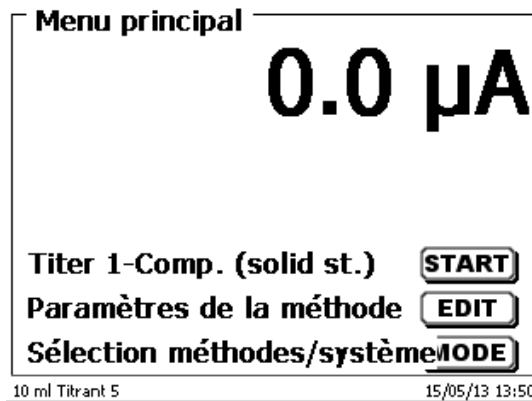 Menu principal
0.0 µA
Titer 1-Comp. (solid st.) START
Paramètres de la méthode EDIT
Sélection méthodes/système MODE
10 ml Titrant 5 15/05/13 13:50